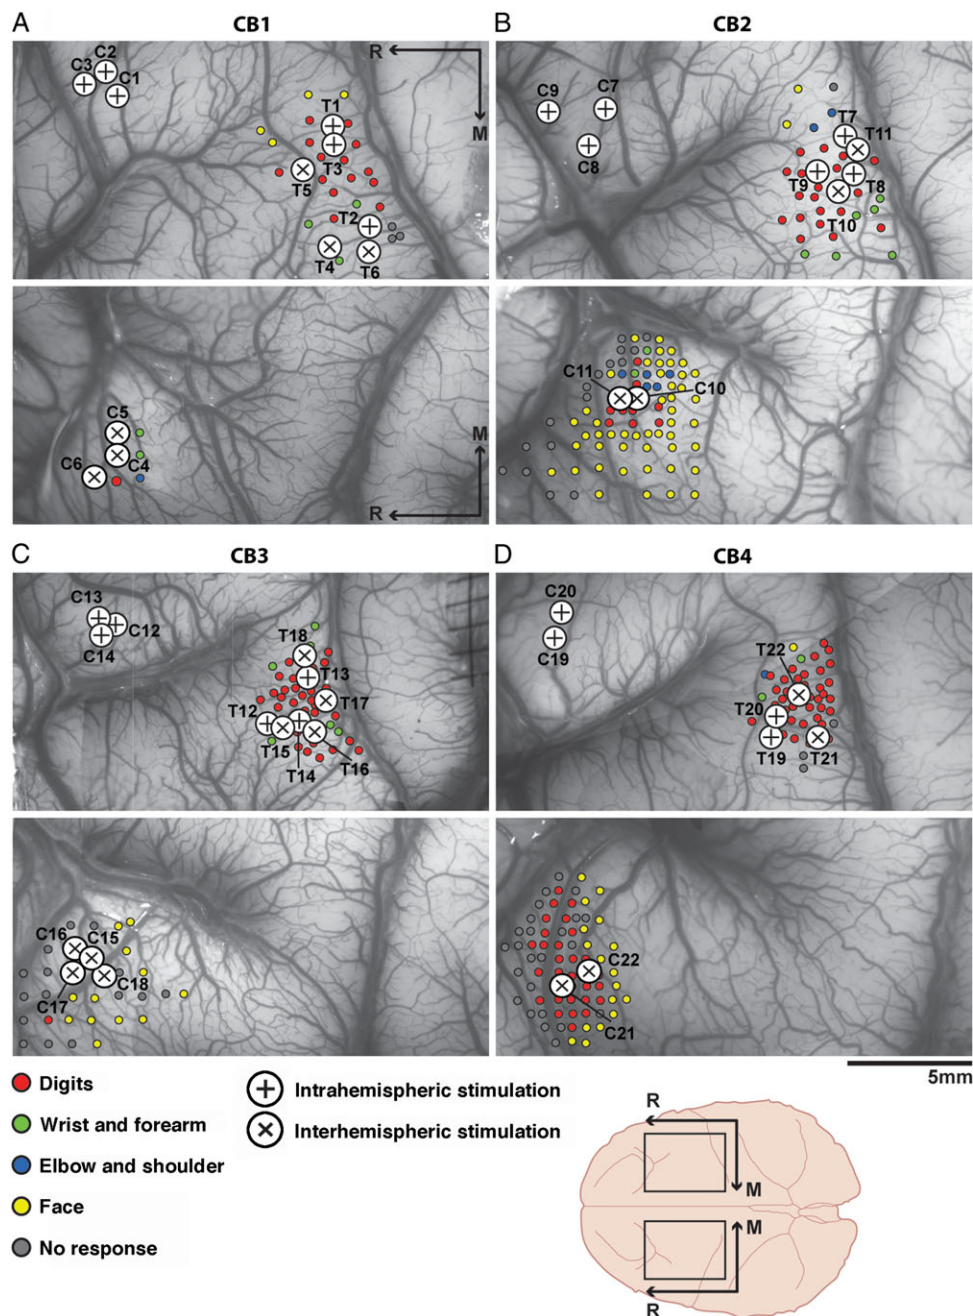 A CB1
B CB2
C2
C3
C1
R
M
T1
T3
T5
T2
T4
T6
C9
C7
C8
T7
T11
T9
T8
T10
C5
C6
C4
M
R
C11
C10
C CB3
D CB4
C13
C12
C14
T18
T13
T17
T12
T15
T14
T16
C20
C19
T22
T20
T19
T21
C16
C15
C18
C17
C22
C21
5mm
Digits
Wrist and forearm
Elbow and shoulder
Face
No response
Intrahemispheric stimulation
Interhemispheric stimulation
R
M
M
R